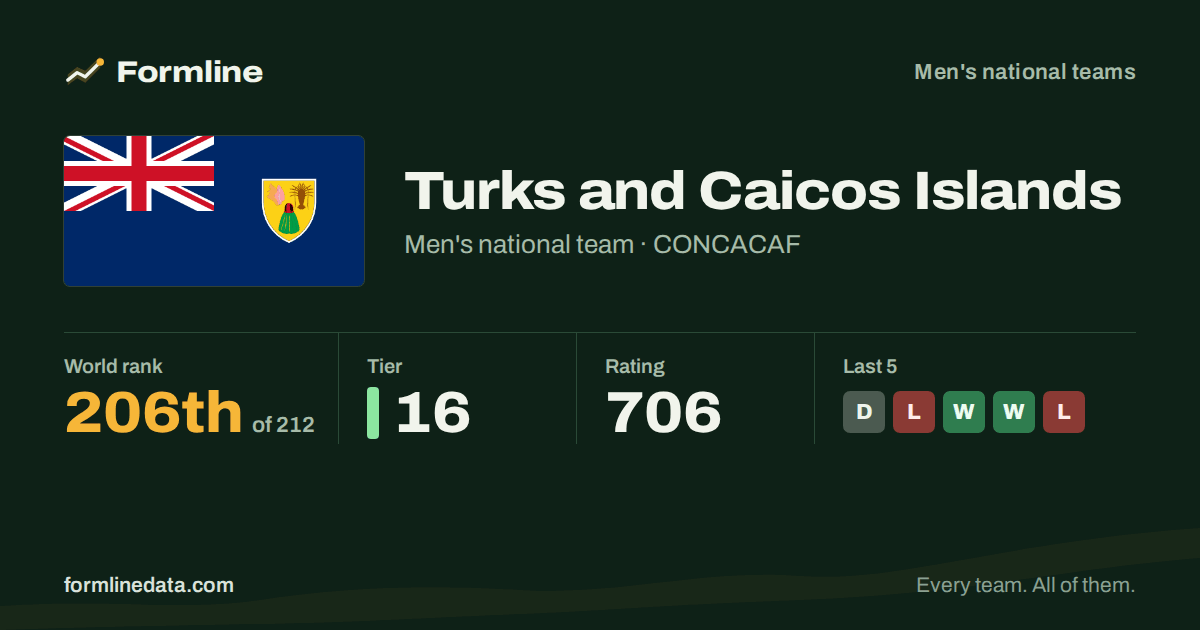 Formline
Men's national teams
Turks and Caicos Islands
Men's national team · CONCACAF
World rank
206th of 212
Tier
16
Rating
706
Last 5
D L W W L
formlinedata.com
Every team. All of them.